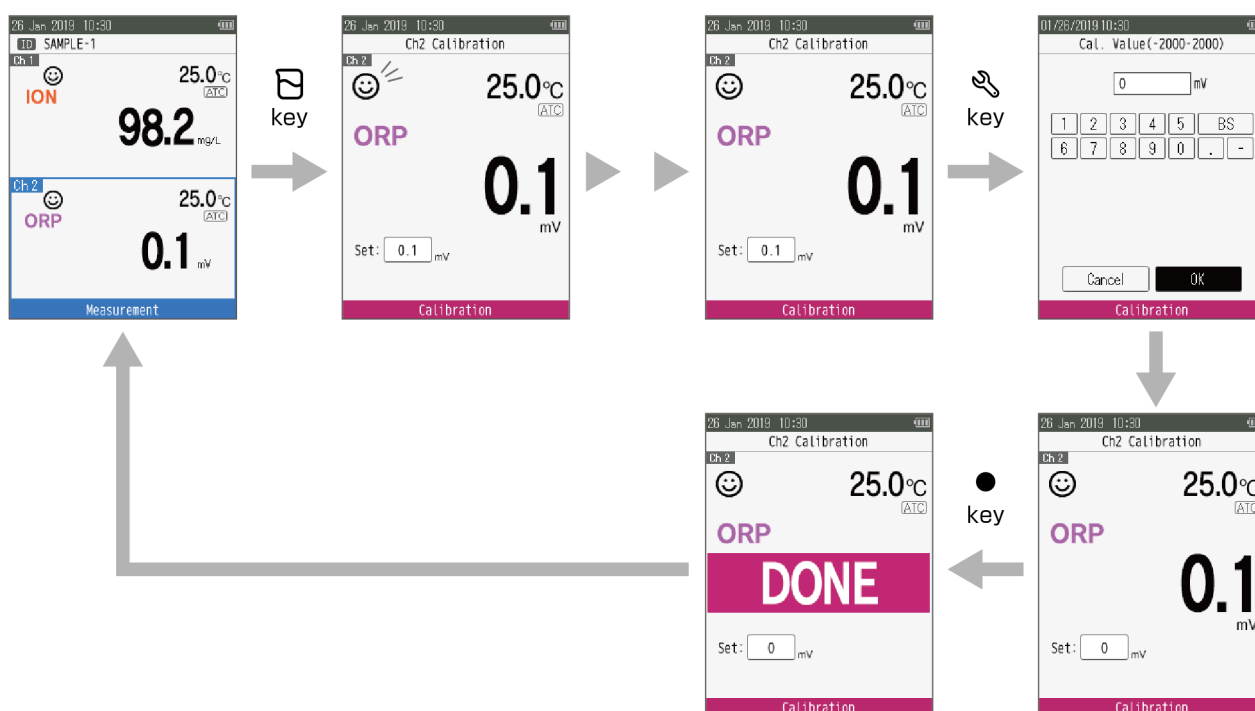 26 Jan 2019 10:30
ID SAMPLE-1
Ch 1
25.0℃
ATC
ION
98.2 mg/L
Ch 2
25.0℃
ATC
ORP
0.1 mV
Measurement
key
26 Jan 2019 10:30
Ch2 Calibration
Ch 2
25.0℃
ATC
ORP
0.1
mV
Set: 0.1 mV
Calibration
26 Jan 2019 10:30
Ch2 Calibration
Ch 2
25.0℃
ATC
ORP
0.1
mV
Set: 0.1 mV
Calibration
key
01/26/2019 10:30
Cal. Value(-2000-2000)
0 mV
1 2 3 4 5 BS
6 7 8 9 0 . -
Cancel OK
Calibration
26 Jan 2019 10:30
Ch2 Calibration
Ch 2
25.0℃
ATC
ORP
0.1
mV
Set: 0 mV
Calibration
key
26 Jan 2019 10:30
Ch2 Calibration
Ch 2
25.0℃
ATC
ORP
DONE
Set: 0 mV
Calibration